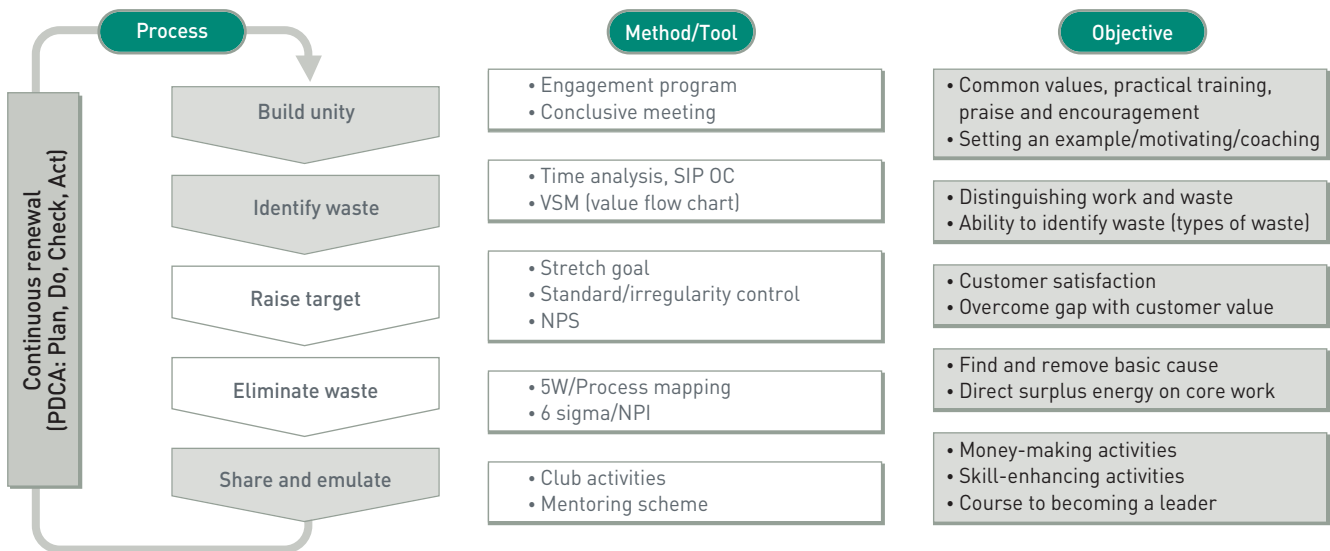 Process
Method/Tool
Objective
Continuous renewal
(PDCA: Plan, Do, Check, Act)
Build unity
• Engagement program
• Conclusive meeting
• Common values, practical training,
praise and encouragement
• Setting an example/motivating/coaching
Identify waste
• Time analysis, SIP OC
• VSM (value flow chart)
• Distinguishing work and waste
• Ability to identify waste (types of waste)
Raise target
• Stretch goal
• Standard/irregularity control
• NPS
• Customer satisfaction
• Overcome gap with customer value
Eliminate waste
• 5W/Process mapping
• 6 sigma/NPI
• Find and remove basic cause
• Direct surplus energy on core work
Share and emulate
• Club activities
• Mentoring scheme
• Money-making activities
• Skill-enhancing activities
• Course to becoming a leader